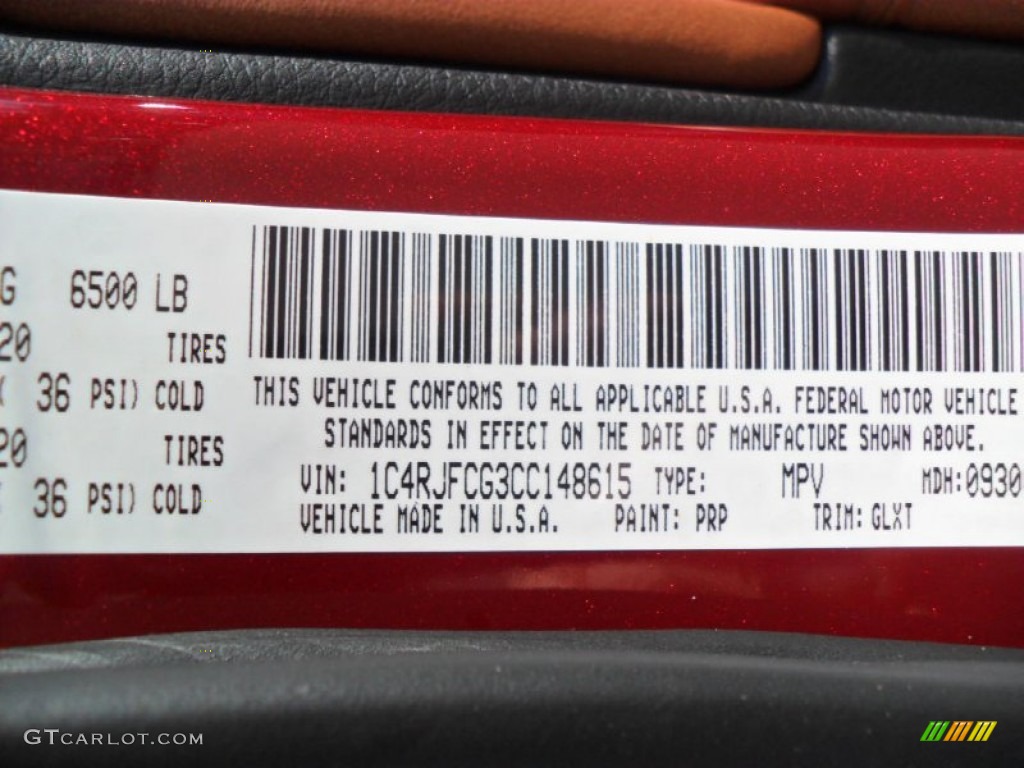 G 6500 LB
20 TIRES
36 PSI) COLD
20 TIRES
36 PSI) COLD
THIS VEHICLE CONFORMS TO ALL APPLICABLE U.S.A. FEDERAL MOTOR VEHICLE
STANDARDS IN EFFECT ON THE DATE OF MANUFACTURE SHOWN ABOVE.
VIN: 1C4RJFCG3CC148615 TYPE: MPV MDH:0930
VEHICLE MADE IN U.S.A. PAINT: PRP TRIM: GLXT
GTCARLOT.COM